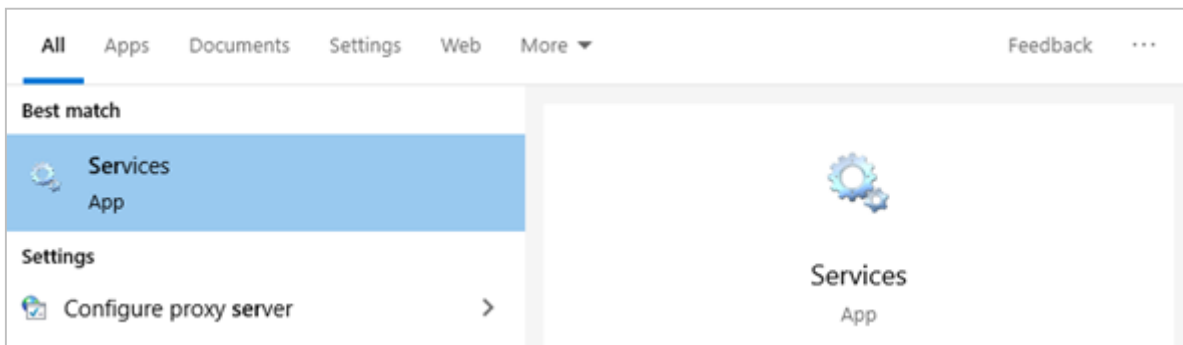 All Apps Documents Settings Web More Feedback ...
Best match
Services
App
Settings
Configure proxy server
Services
App